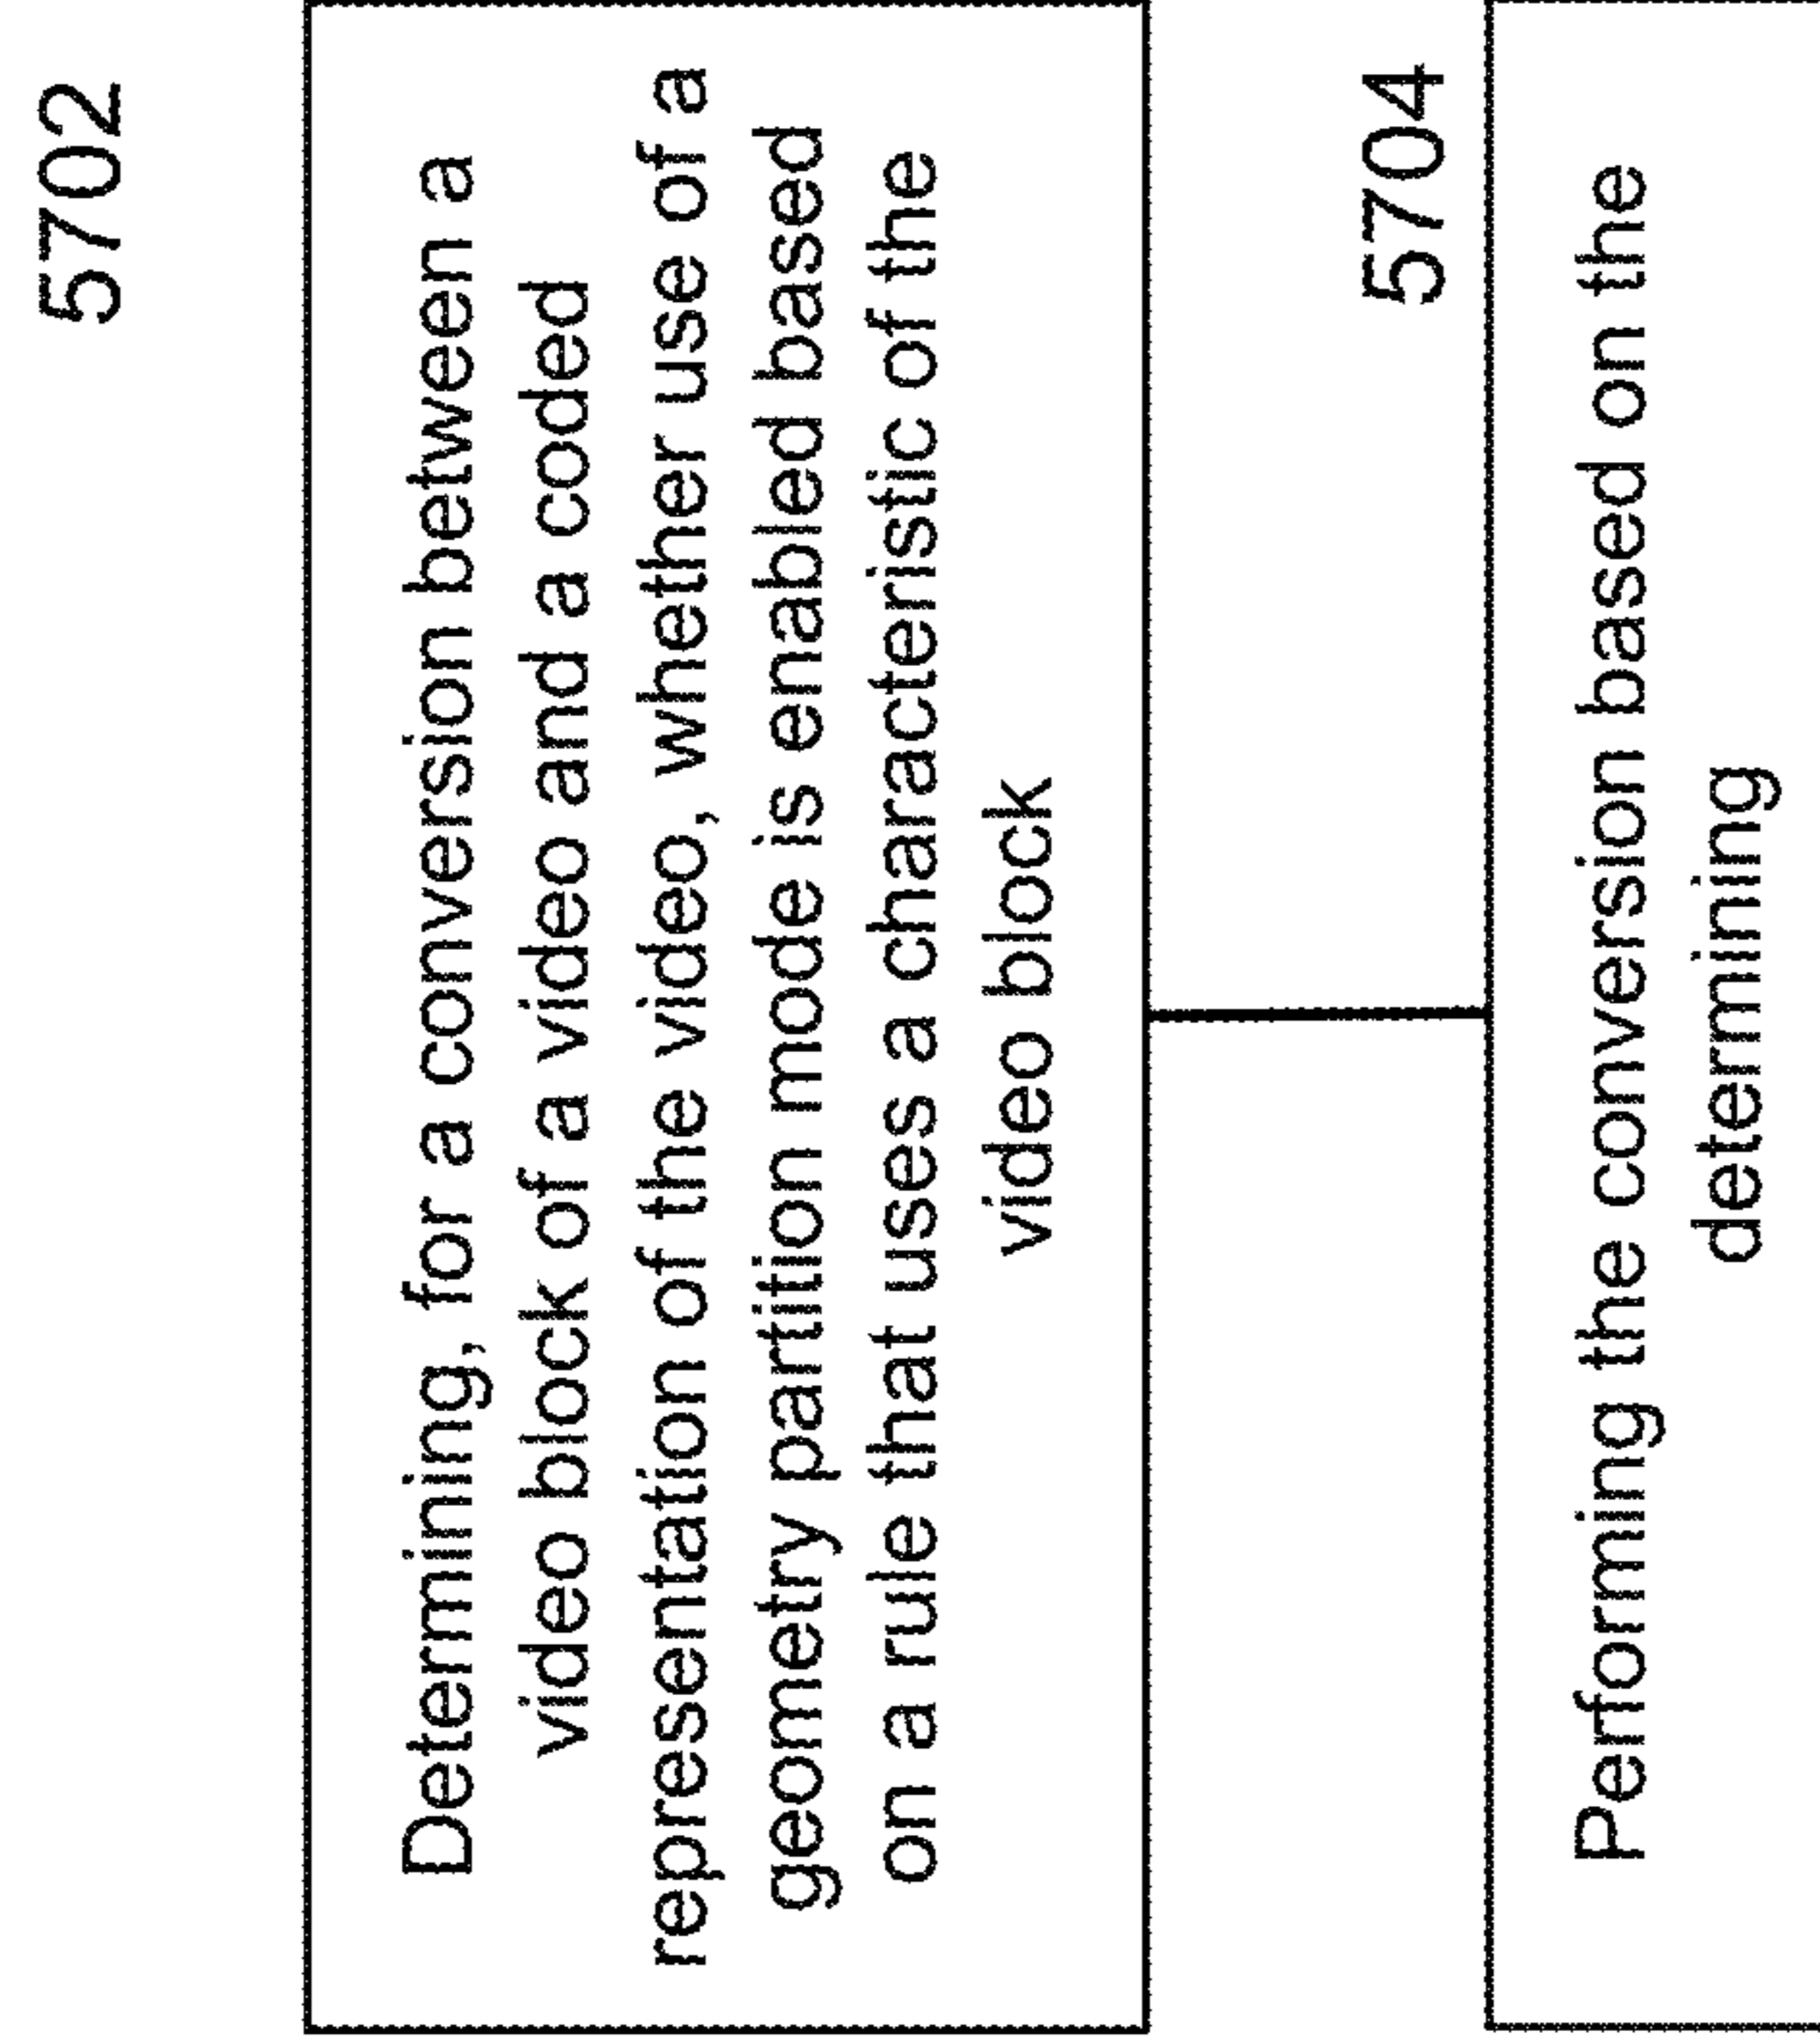 5702
Determining, for a conversion between a
video block of a video and a coded
representation of the video, whether use of a
geometry partition mode is enabled based
on a rule that uses a characteristic of the
video block
5704
Performing the conversion based on the
determining